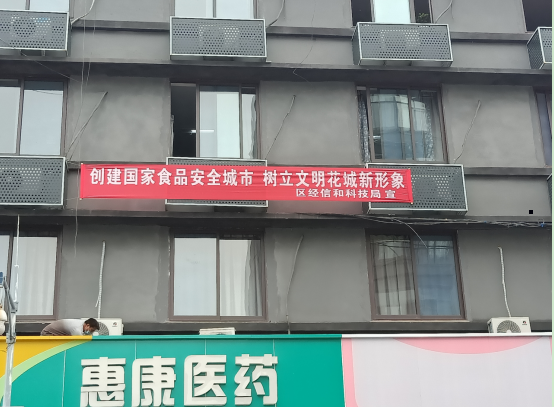 创建国家食品安全城市 树立文明花城新形象
区经信和科技局 宣
惠康医药